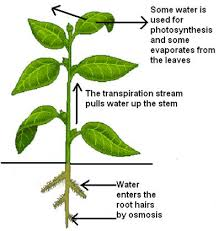 Some water is
used for
photosynthesis
and some
evaporates from
the leaves
The transpiration stream
pulls water up the stem
Water
enters the
root hairs
by osmosis